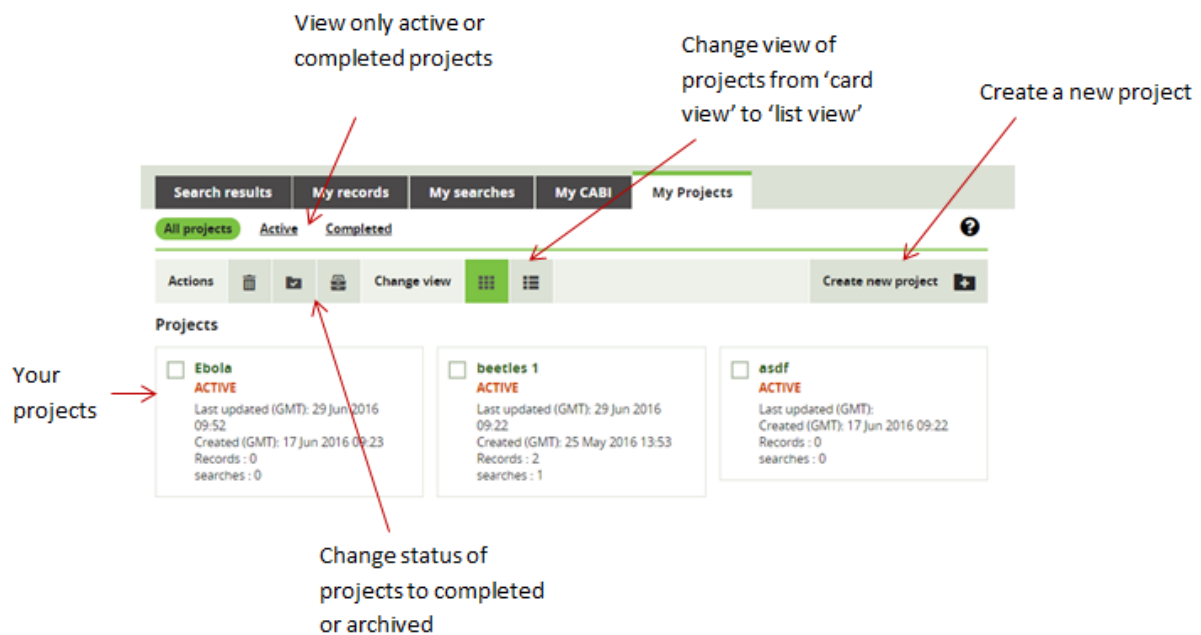 View only active or
completed projects
Change view of
projects from ‘card
view’ to ‘list view’
Create a new project
Search results
My records
My searches
My CABI
My Projects
All projects
Active
Completed
?
Actions
Change view
Create new project
Projects
Your
projects
Ebola
ACTIVE
Last updated (GMT): 29 Jun 2016
09:52
Created (GMT): 17 Jun 2016 09:23
Records : 0
searches : 0
beetles 1
ACTIVE
Last updated (GMT): 29 Jun 2016
09:22
Created (GMT): 25 May 2016 13:53
Records : 2
searches : 1
asdf
ACTIVE
Last updated (GMT):
Created (GMT): 17 Jun 2016 09:22
Records : 0
searches : 0
Change status of
projects to completed
or archived